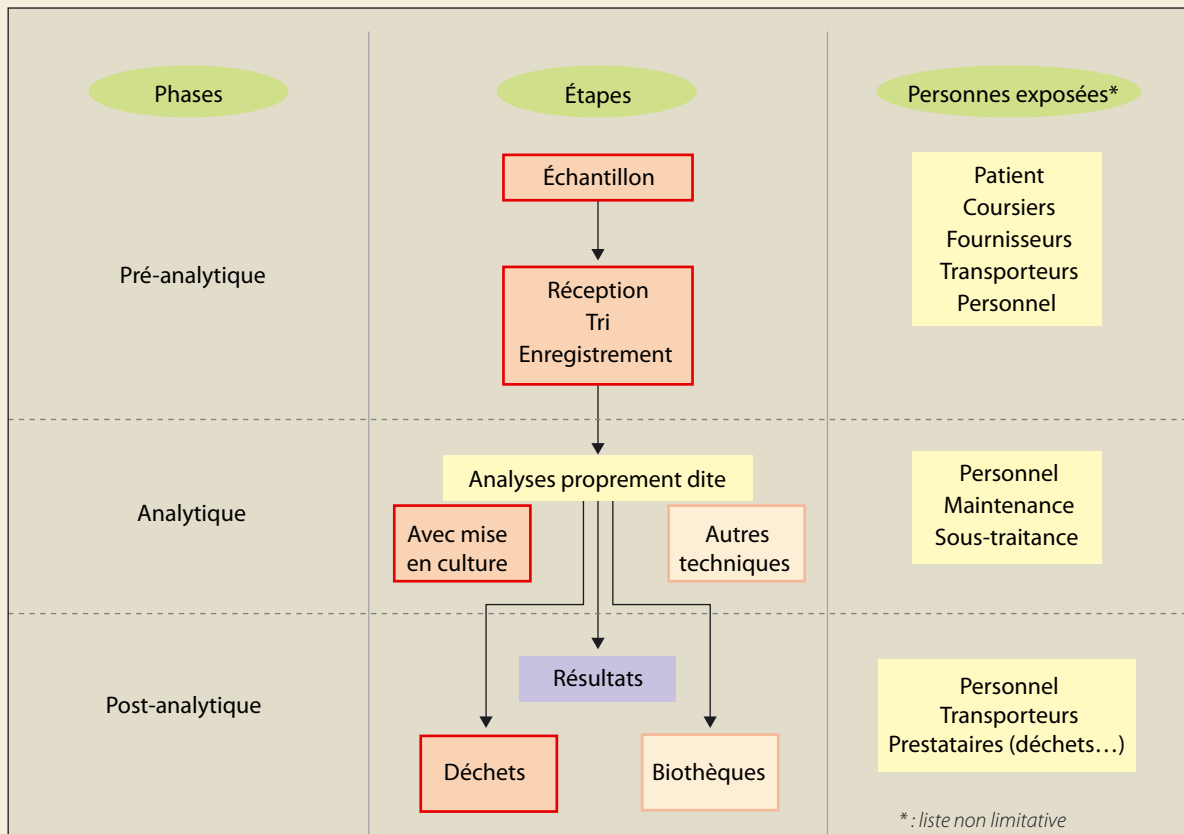 Phases
Étapes
Personnes exposées*
Pré-analytique
Échantillon
Réception
Tri
Enregistrement
Patient
Coursiers
Fournisseurs
Transporteurs
Personnel
Analytique
Analyses proprement dite
Avec mise
en culture
Autres
techniques
Personnel
Maintenance
Sous-traitance
Post-analytique
Résultats
Déchets
Biothèques
Personnel
Transporteurs
Prestataires (déchets…)
* : liste non limitative